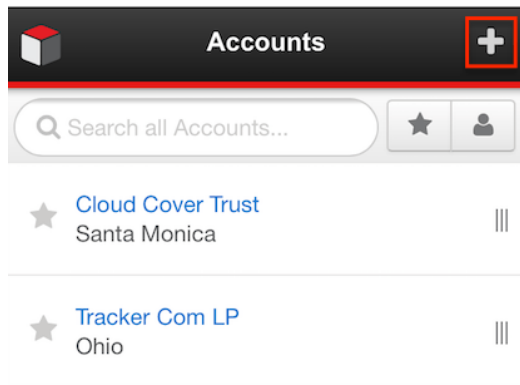 Accounts
Search all Accounts...
Cloud Cover Trust
Santa Monica
Tracker Com LP
Ohio